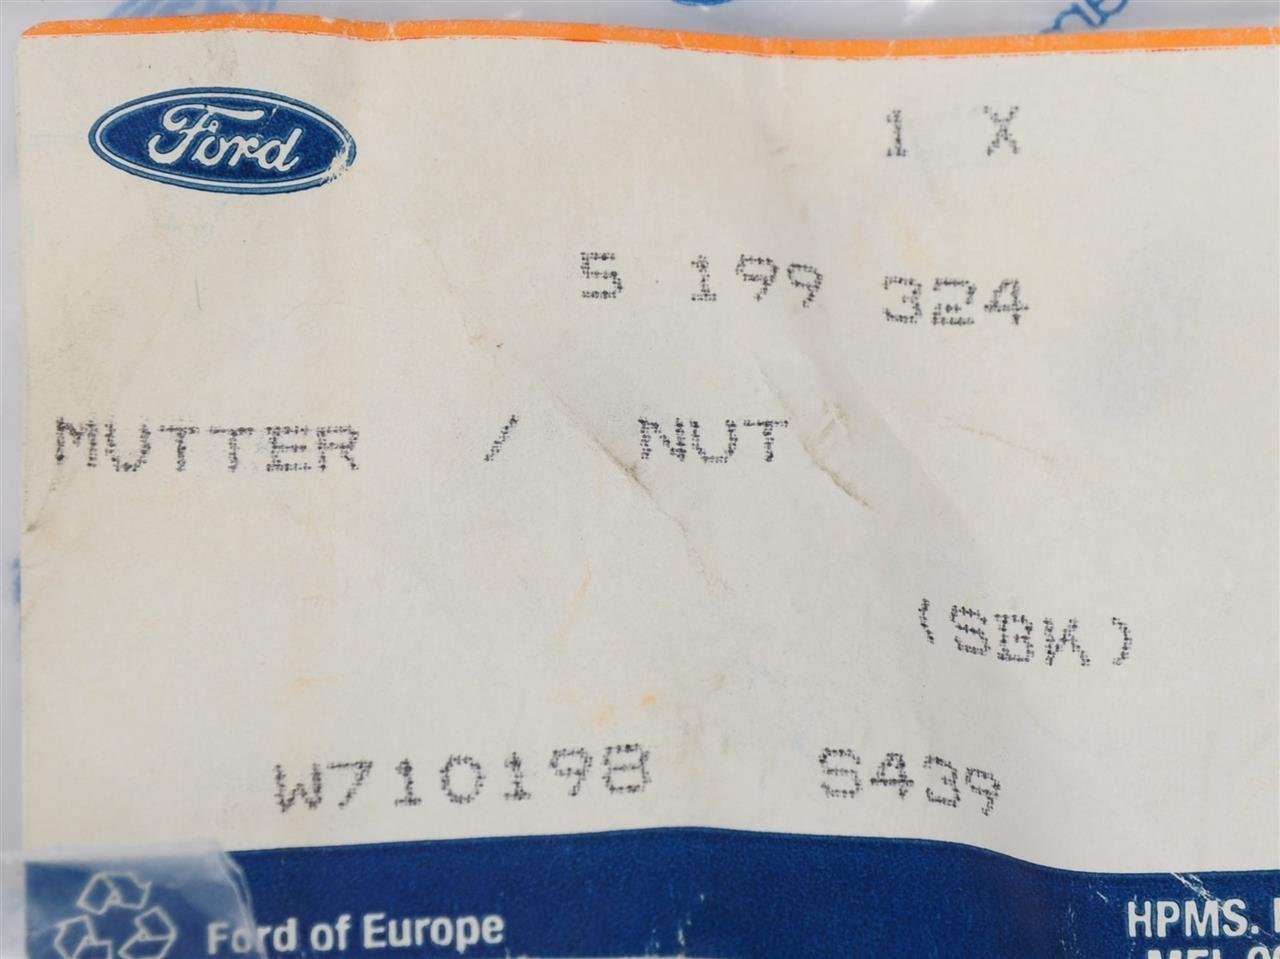 Ford
1 X
5 199 324
MUTTER / NUT
(SBK)
W710198 S439
Ford of Europe
HPMS.